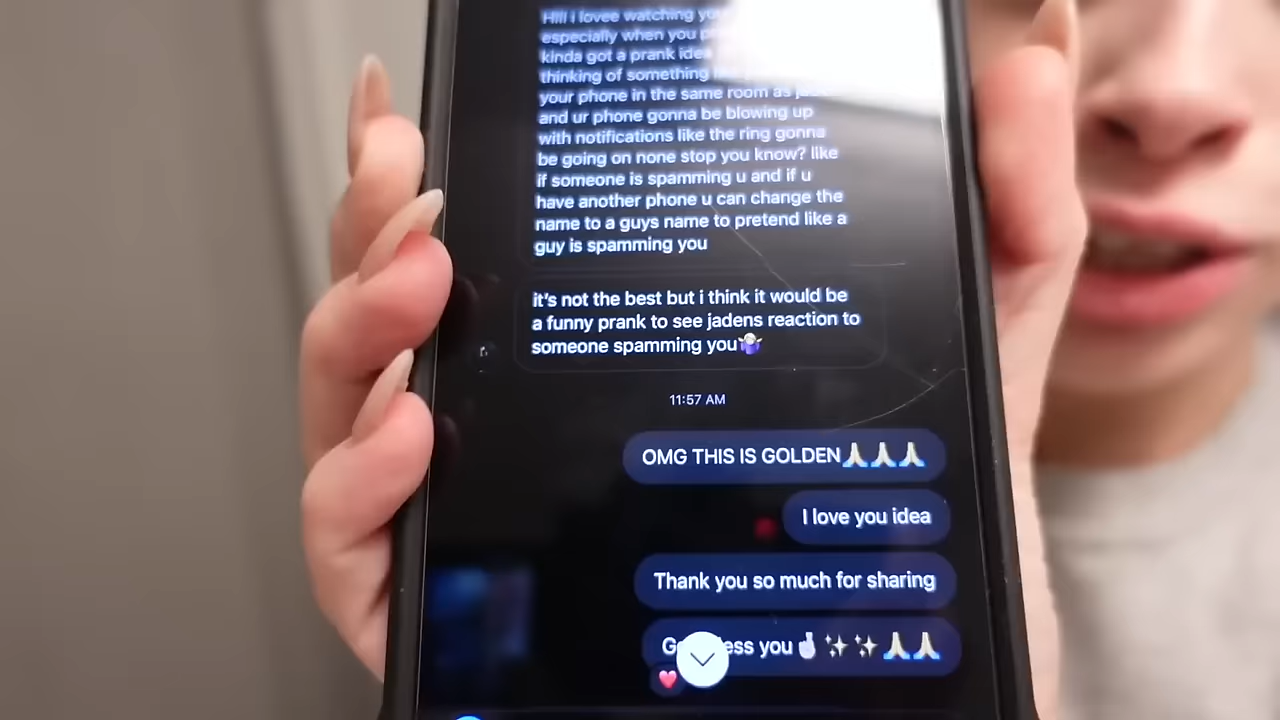 HIII i lovee watching you
especially when you
kinda got a prank idea
thinking of something
your phone in the same room as
and ur phone gonna be blowing up
with notifications like the ring gonna
be going on none stop you know? like
if someone is spamming u and if u
have another phone u can change the
name to a guys name to pretend like a
guy is spamming you
it's not the best but i think it would be
a funny prank to see jadens reaction to
someone spamming you🤷🏼‍♀️
11:57 AM
OMG THIS IS GOLDEN🙏🏻🙏🏻🙏🏻
I love you idea
Thank you so much for sharing
you🤞🏻✨✨🙏🏻🙏🏻
❤️